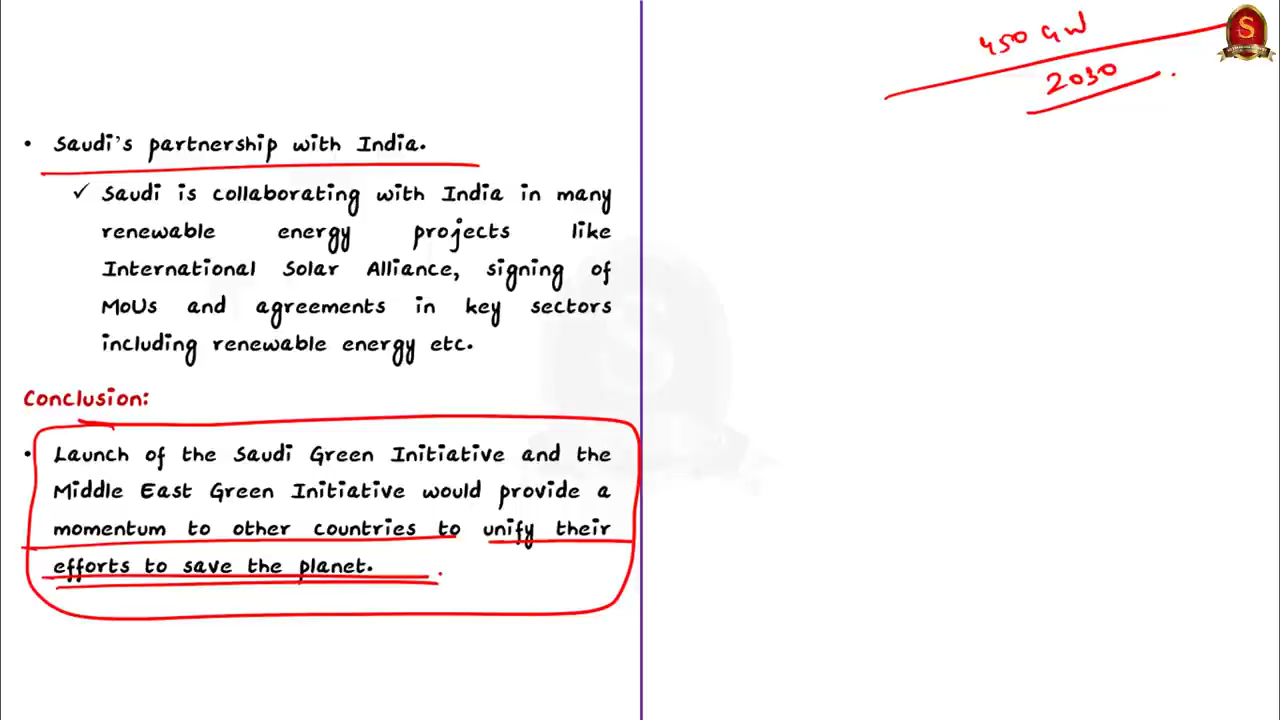 450 GW
2030
• Saudi's partnership with India.
✓ Saudi is collaborating with India in many
renewable energy projects like
International Solar Alliance, signing of
MoUs and agreements in key sectors
including renewable energy etc.
Conclusion:
• Launch of the Saudi Green Initiative and the
Middle East Green Initiative would provide a
momentum to other countries to unify their
efforts to save the planet.
S